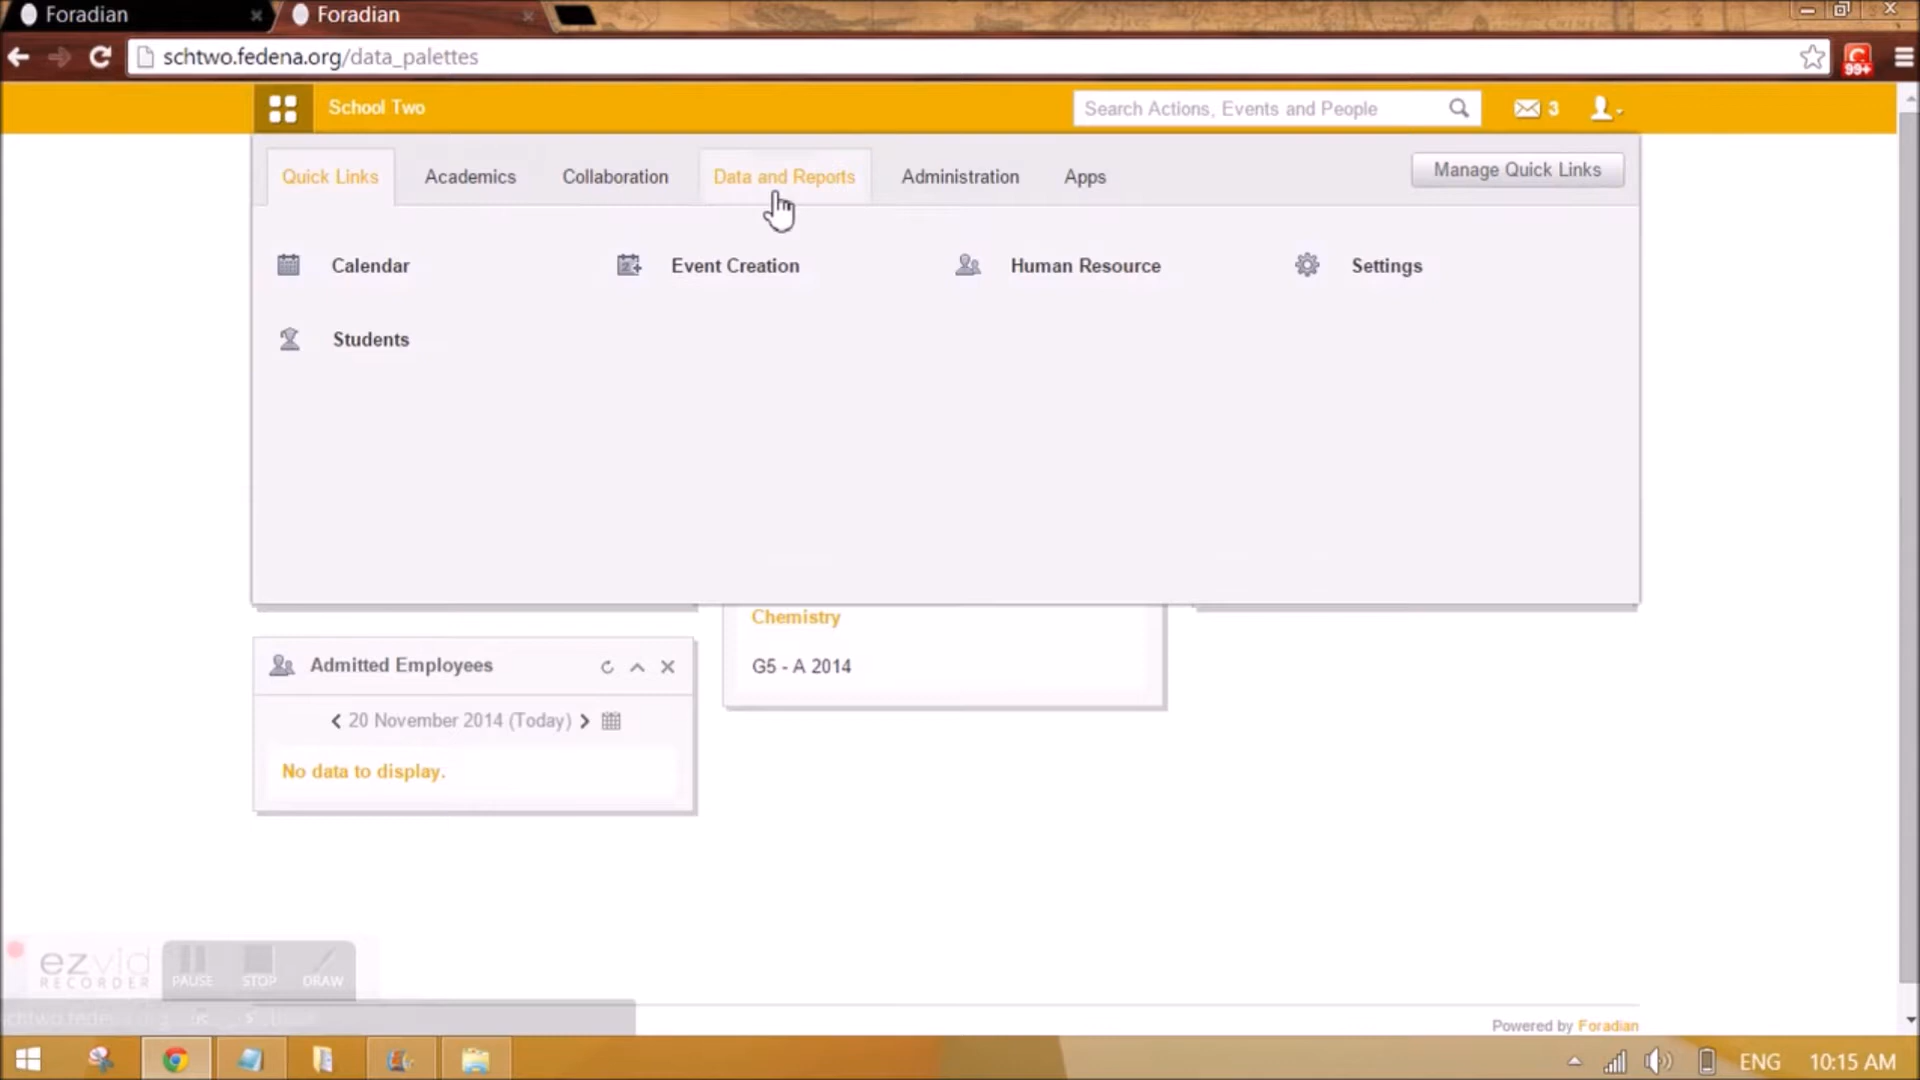 Foradian
Foradian
schtwo.fedena.org/data_palettes
99+
School Two
Search Actions, Events and People
3
Quick Links
Academics
Collaboration
Data and Reports
Administration
Apps
Manage Quick Links
Calendar
Event Creation
Human Resource
Settings
Students
Chemistry
G5 - A 2014
Admitted Employees
20 November 2014 (Today)
No data to display.
ezvid
RECORDER
PAUSE
STOP
DRAW
Powered by Foradian
ENG
10:15 AM